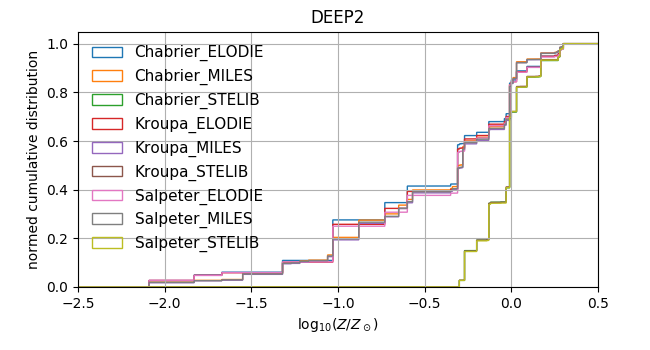 DEEP2
normed cumulative distribution
1.0
0.8
0.6
0.4
0.2
0.0
Chabrier_ELODIE
Chabrier_MILES
Chabrier_STELIB
Kroupa_ELODIE
Kroupa_MILES
Kroupa_STELIB
Salpeter_ELODIE
Salpeter_MILES
Salpeter_STELIB
−2.5 −2.0 −1.5 −1.0 −0.5 0.0 0.5
log₁₀(Z/Z⊙)